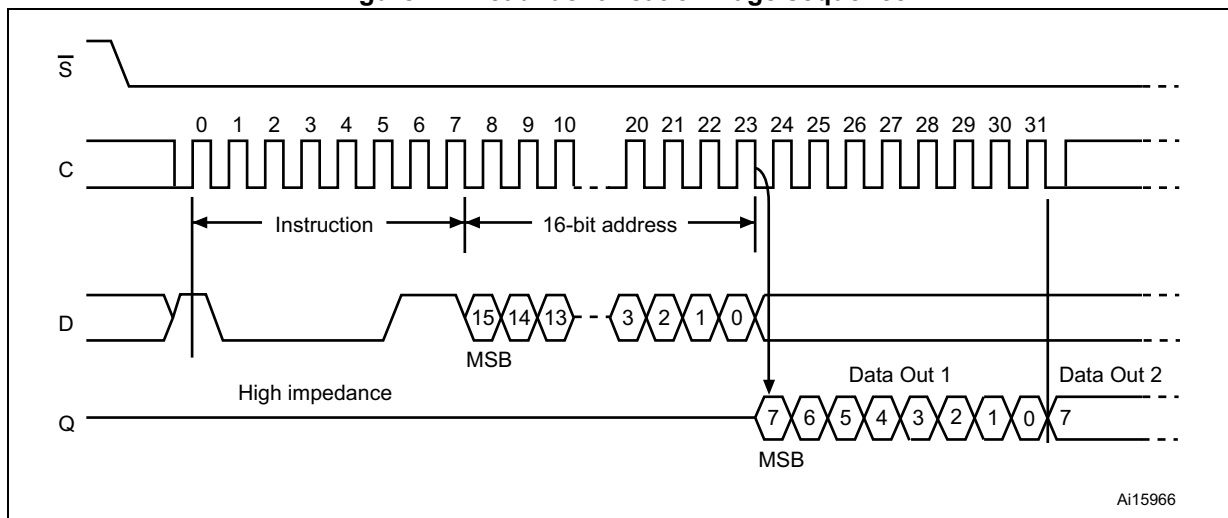 S
0 1 2 3 4 5 6 7 8 9 10 20 21 22 23 24 25 26 27 28 29 30 31
C
Instruction 16-bit address
D
15 14 13 3 2 1 0
MSB
High impedance Data Out 1 Data Out 2
Q
7 6 5 4 3 2 1 0 7
MSB
Ai15966